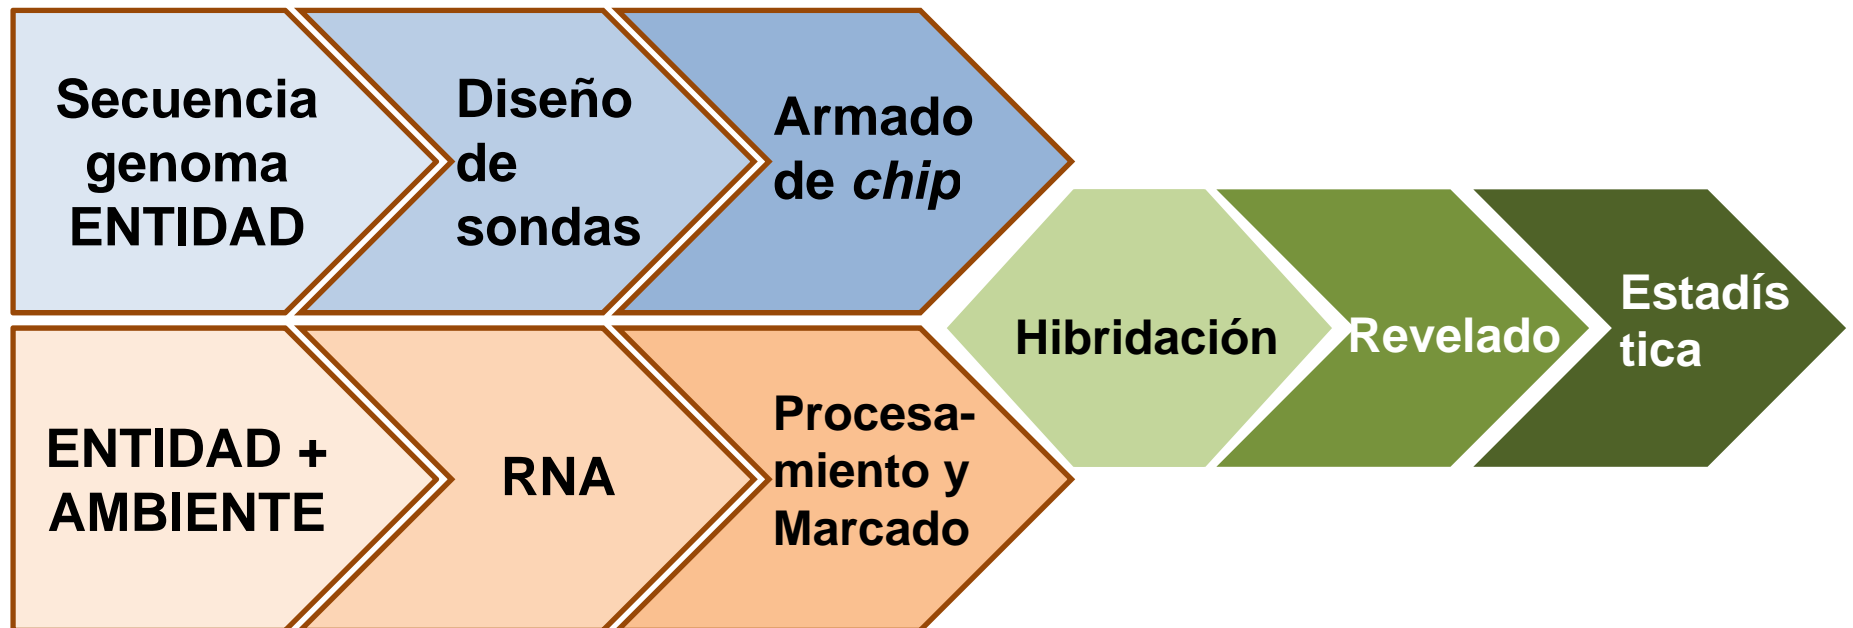 Secuencia
genoma
ENTIDAD
Diseño
de
sondas
Armado
de chip
ENTIDAD +
AMBIENTE
RNA
Procesa-
miento y
Marcado
Hibridación
Revelado
Estadís
tica